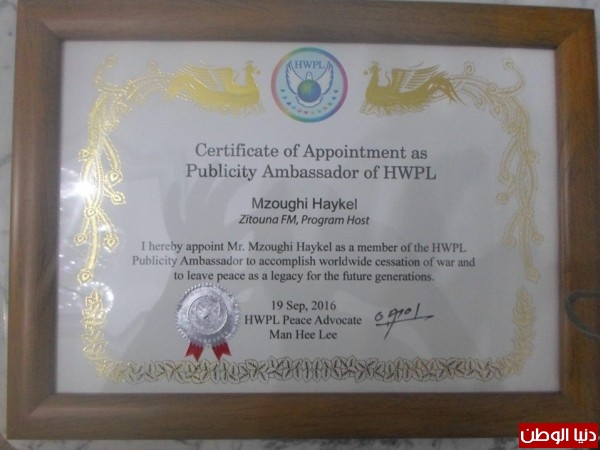 HWPL
Certificate of Appointment as
Publicity Ambassador of HWPL
Mzoughi Haykel
Zitouna FM, Program Host
I hereby appoint Mr. Mzoughi Haykel as a member of the HWPL
Publicity Ambassador to accomplish worldwide cessation of war and
to leave peace as a legacy for the future generations.
19 Sep, 2016
HWPL Peace Advocate
Man Hee Lee
دنيا الوطن